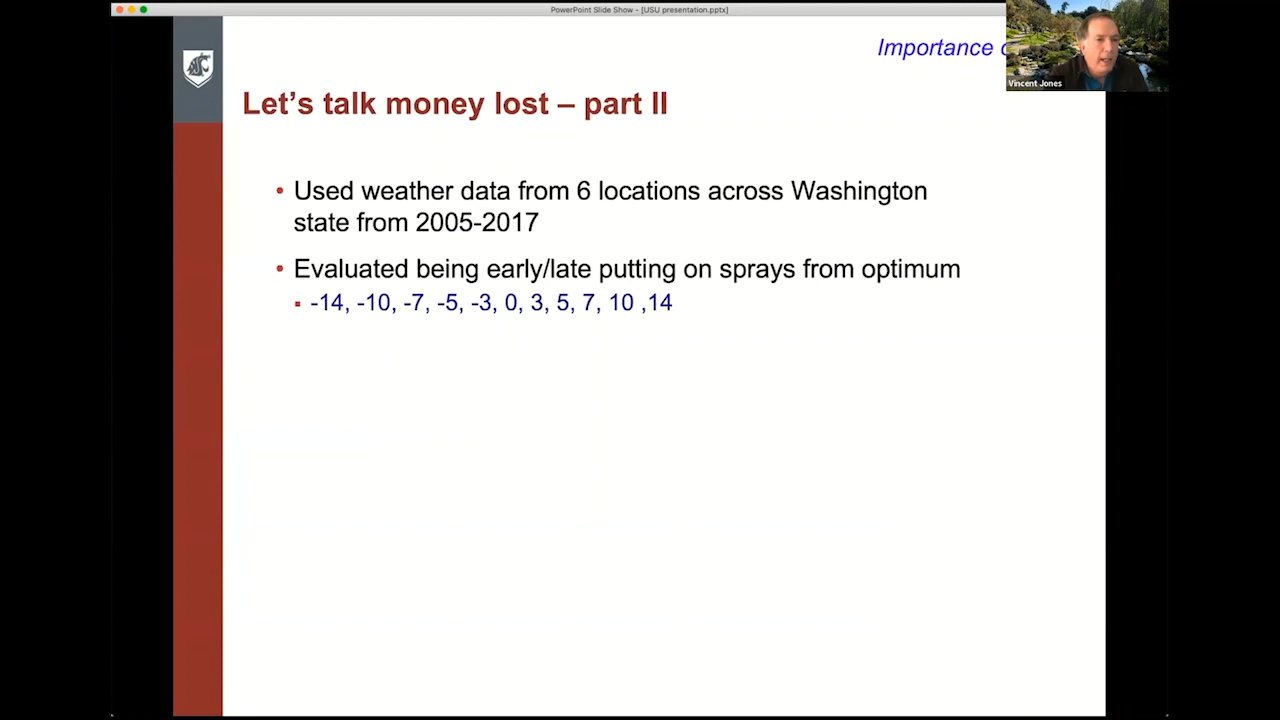 PowerPoint Slide Show - [USU presentation.pptx]
Importance
Vincent Jones
Let's talk money lost – part II
• Used weather data from 6 locations across Washington
state from 2005-2017
• Evaluated being early/late putting on sprays from optimum
▪ -14, -10, -7, -5, -3, 0, 3, 5, 7, 10 ,14